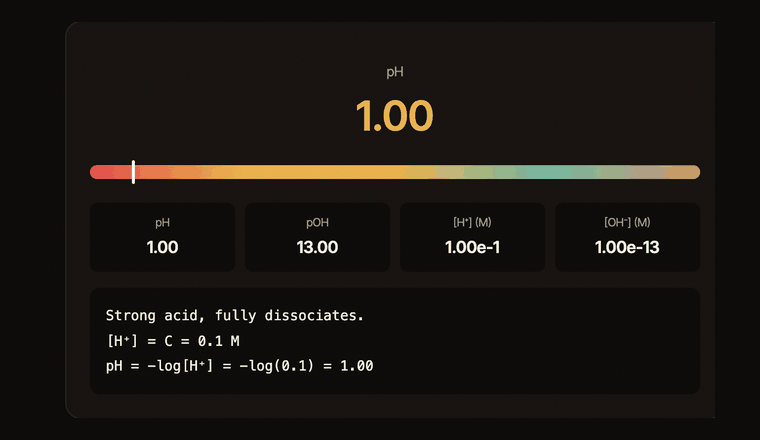 pH
1.00
pH
1.00
pOH
13.00
[H⁺] (M)
1.00e-1
[OH⁻] (M)
1.00e-13
Strong acid, fully dissociates.
[H⁺] = C = 0.1 M
pH = −log[H⁺] = −log(0.1) = 1.00